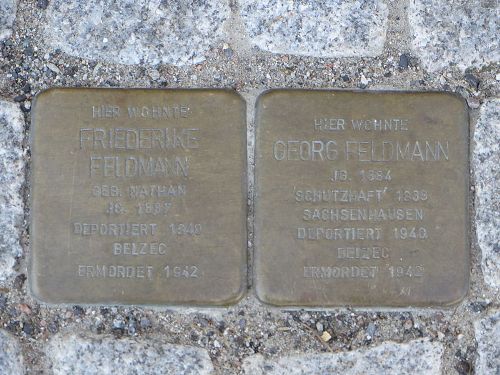 HIER WOHNTE
FRIEDERIKE
FELDMANN
GEB. NATHAN
JG. 1887
DEPORTIERT 1940
BELZEC
ERMORDET 1942
HIER WOHNTE
GEORG FELDMANN
JG. 1884
'SCHUTZHAFT' 1939
SACHSENHAUSEN
DEPORTIERT 1940
BELZEC
ERMORDET 1942